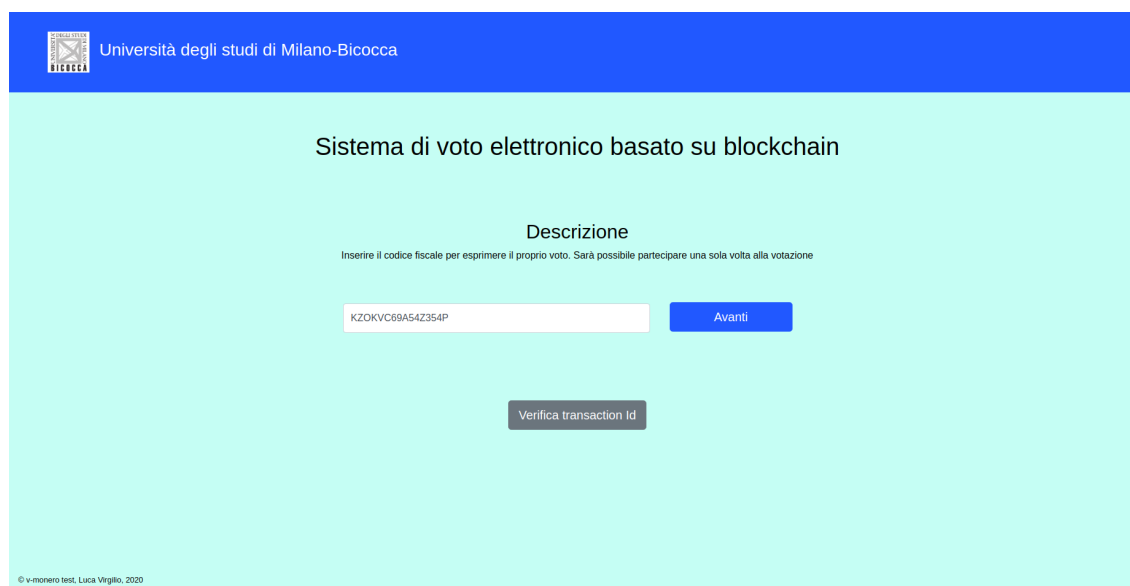 Università degli studi di Milano-Bicocca
BICOCCA
Sistema di voto elettronico basato su blockchain
Descrizione
Inserire il codice fiscale per esprimere il proprio voto. Sarà possibile partecipare una sola volta alla votazione
KZOKVC69A54Z354P
Avanti
Verifica transaction Id
© v-monero test, Luca Virgilio, 2020